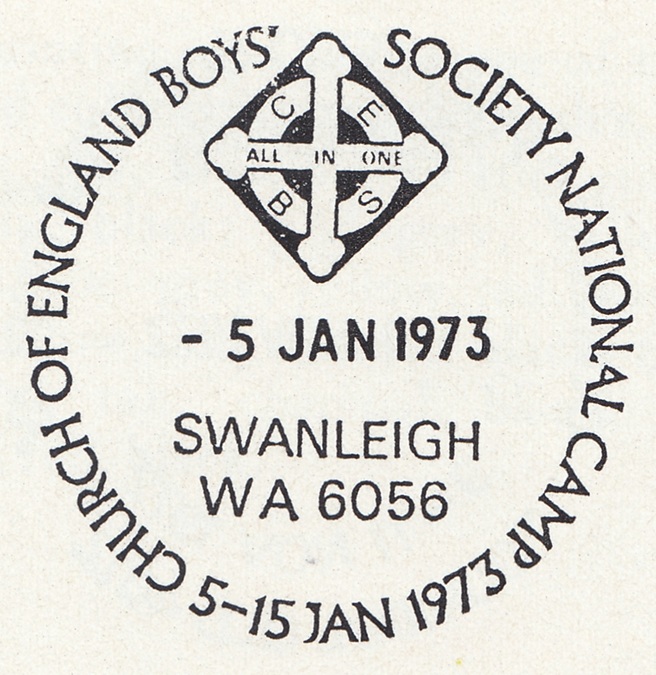 CHURCH OF ENGLAND BOYS' SOCIETY NATIONAL CAMP
5-15 JAN 1973
C E
ALL IN ONE
B S
- 5 JAN 1973
SWANLEIGH
WA 6056